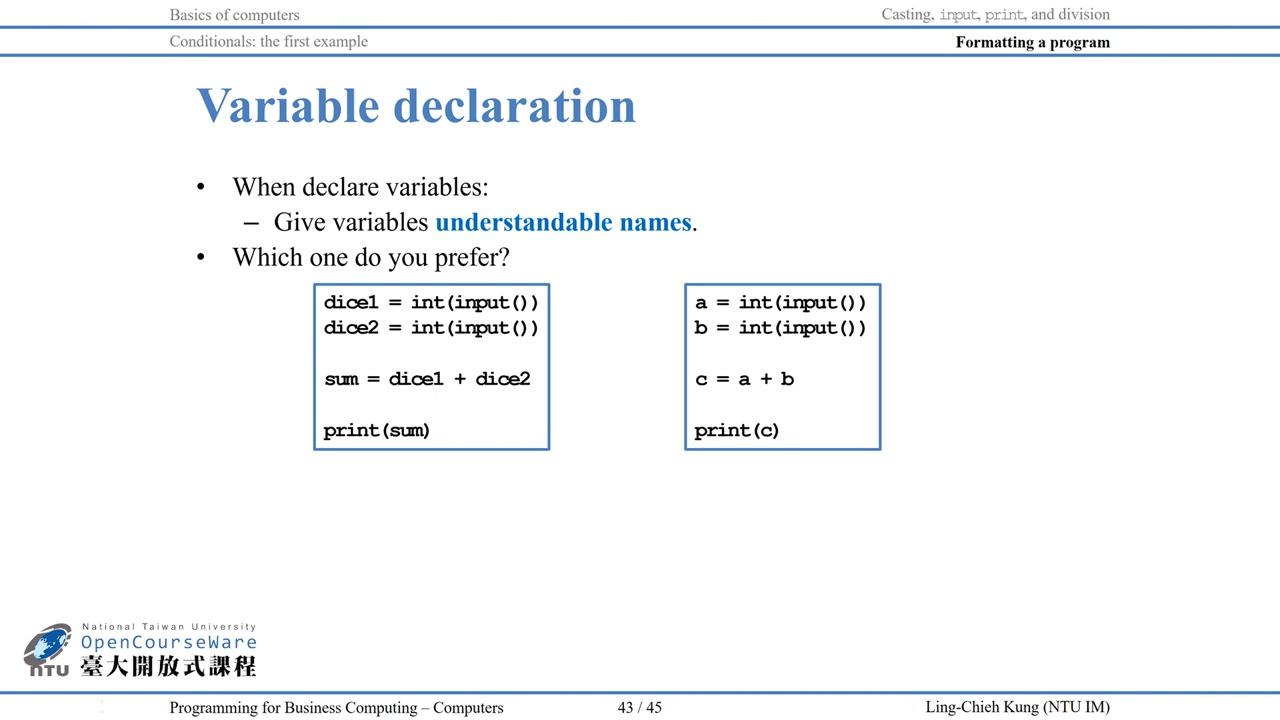 Basics of computers
Casting, input, print, and division
Conditionals: the first example
Formatting a program
Variable declaration
• When declare variables:
– Give variables understandable names.
• Which one do you prefer?
dice1 = int(input())
dice2 = int(input())
sum = dice1 + dice2
print(sum)
a = int(input())
b = int(input())
c = a + b
print(c)
National Taiwan University
OpenCourseWare
NTU 臺大開放式課程
Programming for Business Computing – Computers
43 / 45
Ling-Chieh Kung (NTU IM)